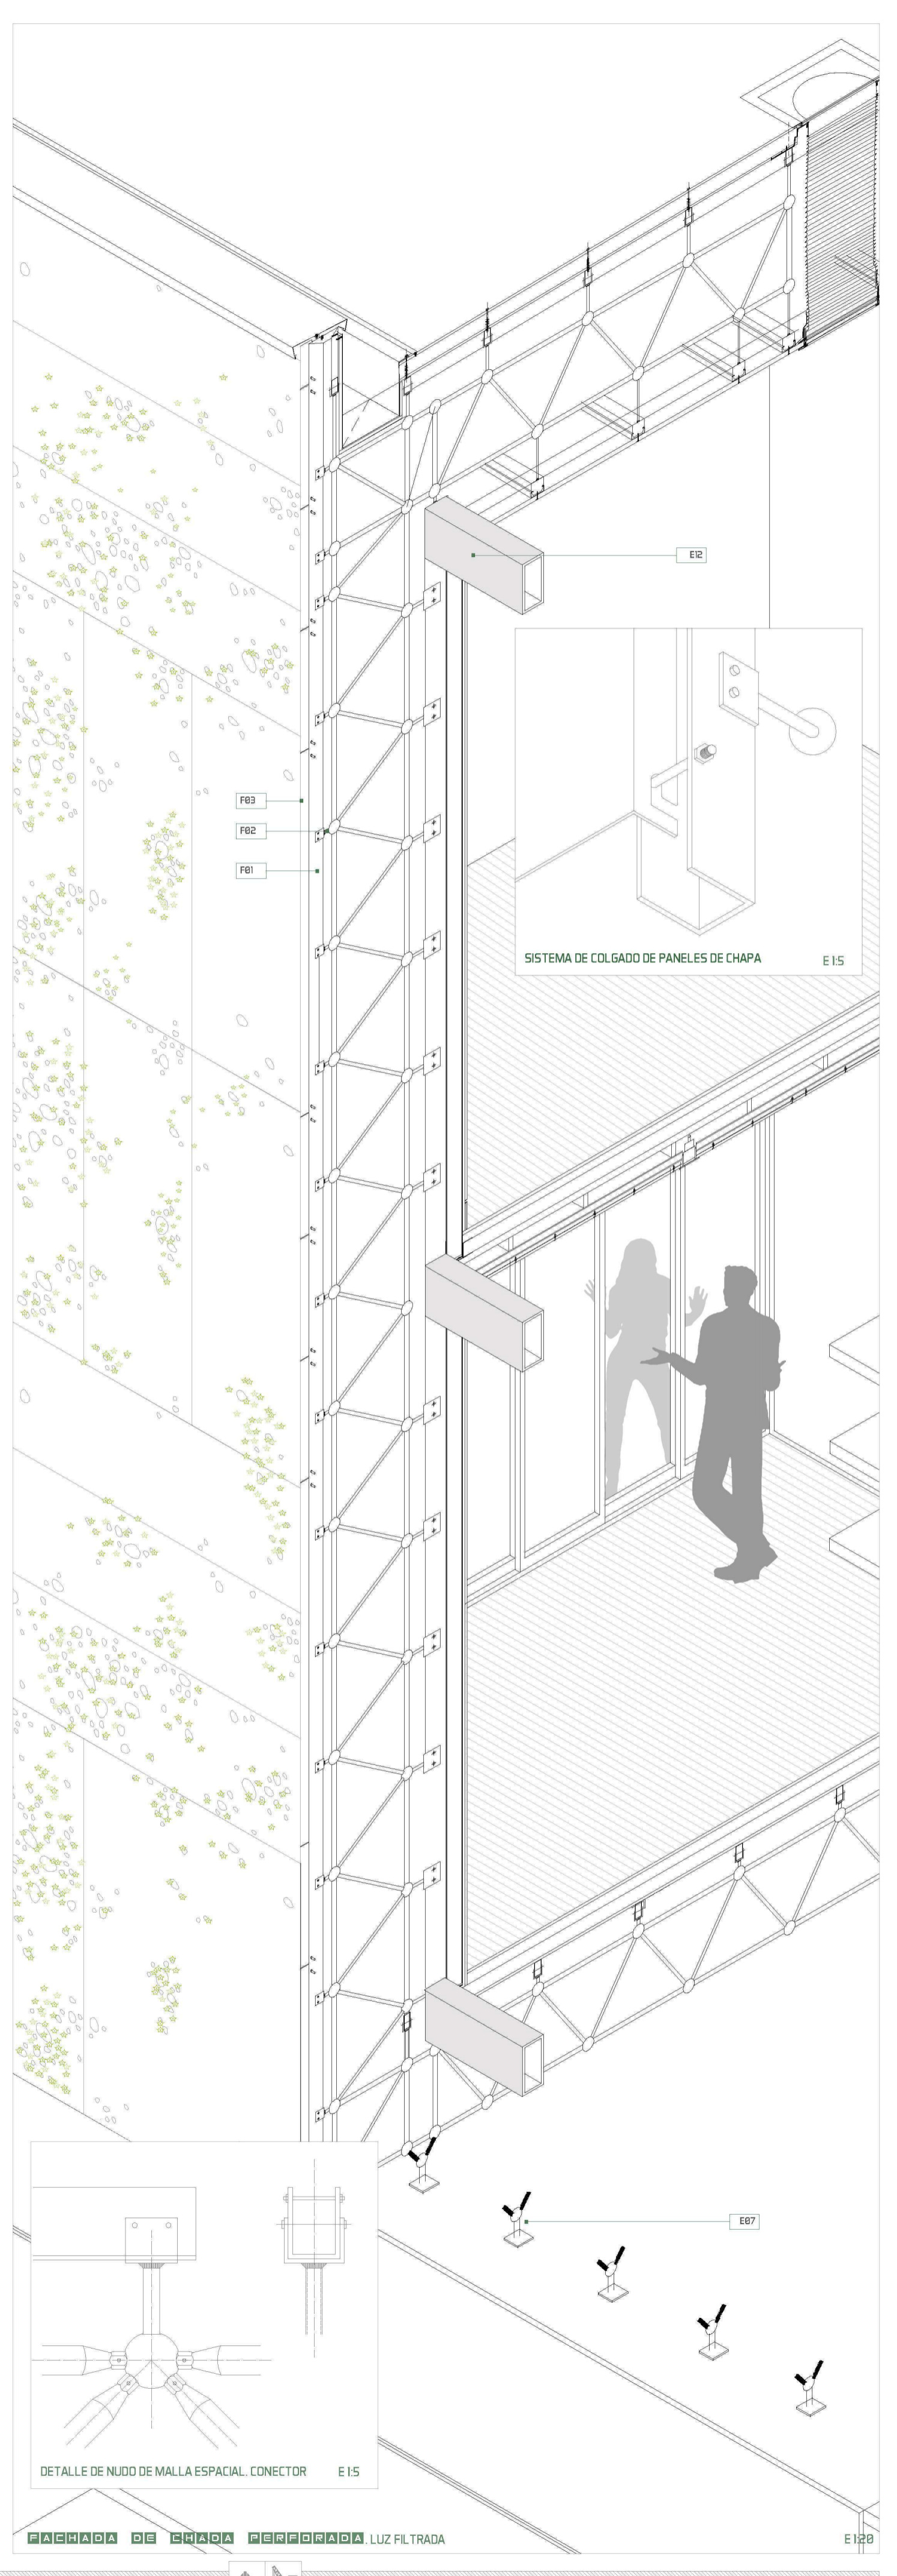 E12
F03
F02
F01
SISTEMA DE COLGADO DE PANELES DE CHAPA E 1:5
E07
DETALLE DE NUDO DE MALLA ESPACIAL. CONECTOR E 1:5
FACHADA DE CHADA PERFORADA. LUZ FILTRADA E 1:20